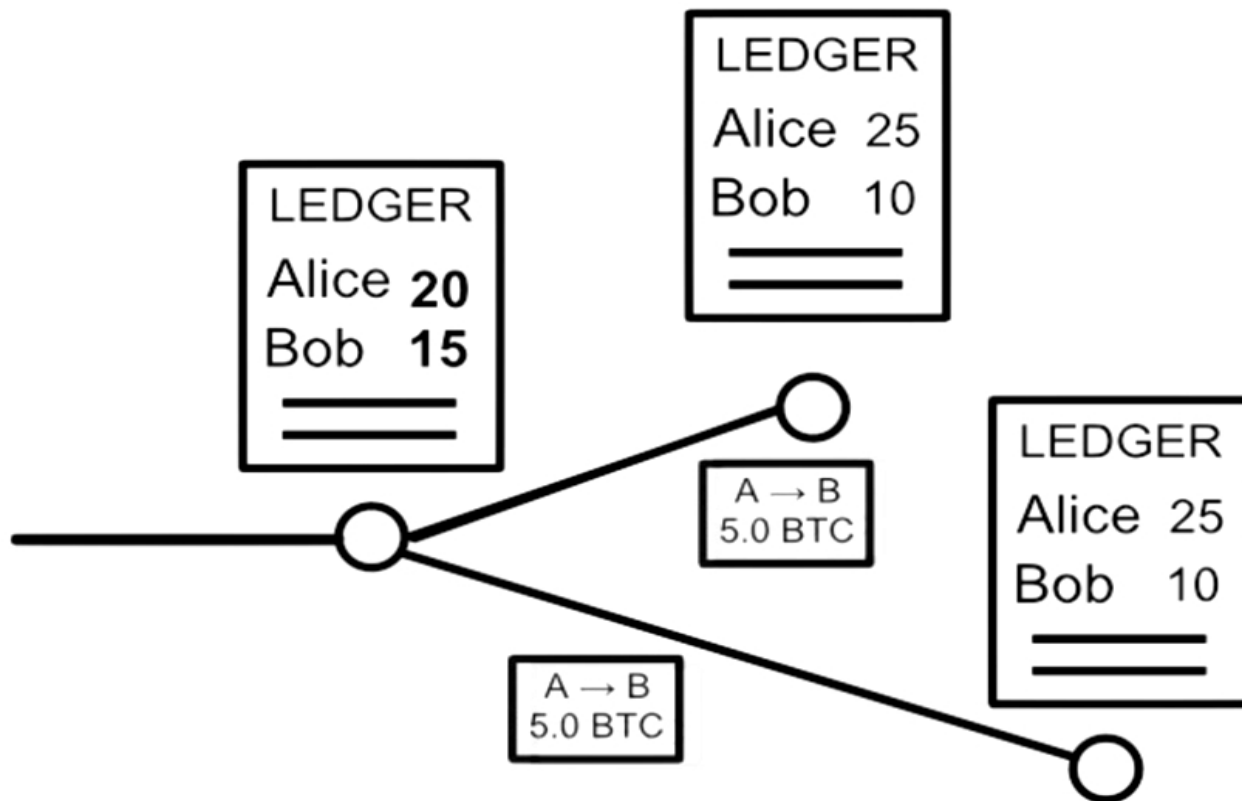 LEDGER
Alice 25
Bob 10
LEDGER
Alice 20
Bob 15
A → B
5.0 BTC
LEDGER
Alice 25
Bob 10
A → B
5.0 BTC